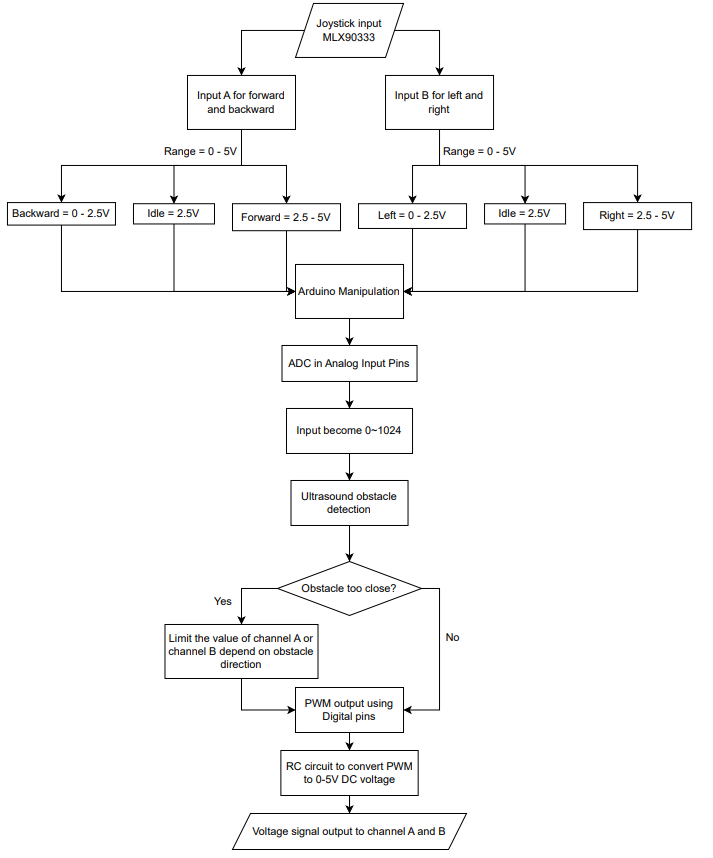 Joystick input
MLX90333
Input A for forward
and backward
Input B for left and
right
Range = 0 - 5V
Range = 0 - 5V
Backward = 0 - 2.5V
Idle = 2.5V
Forward = 2.5 - 5V
Left = 0 - 2.5V
Idle = 2.5V
Right = 2.5 - 5V
Arduino Manipulation
ADC in Analog Input Pins
Input become 0~1024
Ultrasound obstacle
detection
Obstacle too close?
Yes
No
Limit the value of channel A or
channel B depend on obstacle
direction
PWM output using
Digital pins
RC circuit to convert PWM
to 0-5V DC voltage
Voltage signal output to channel A and B